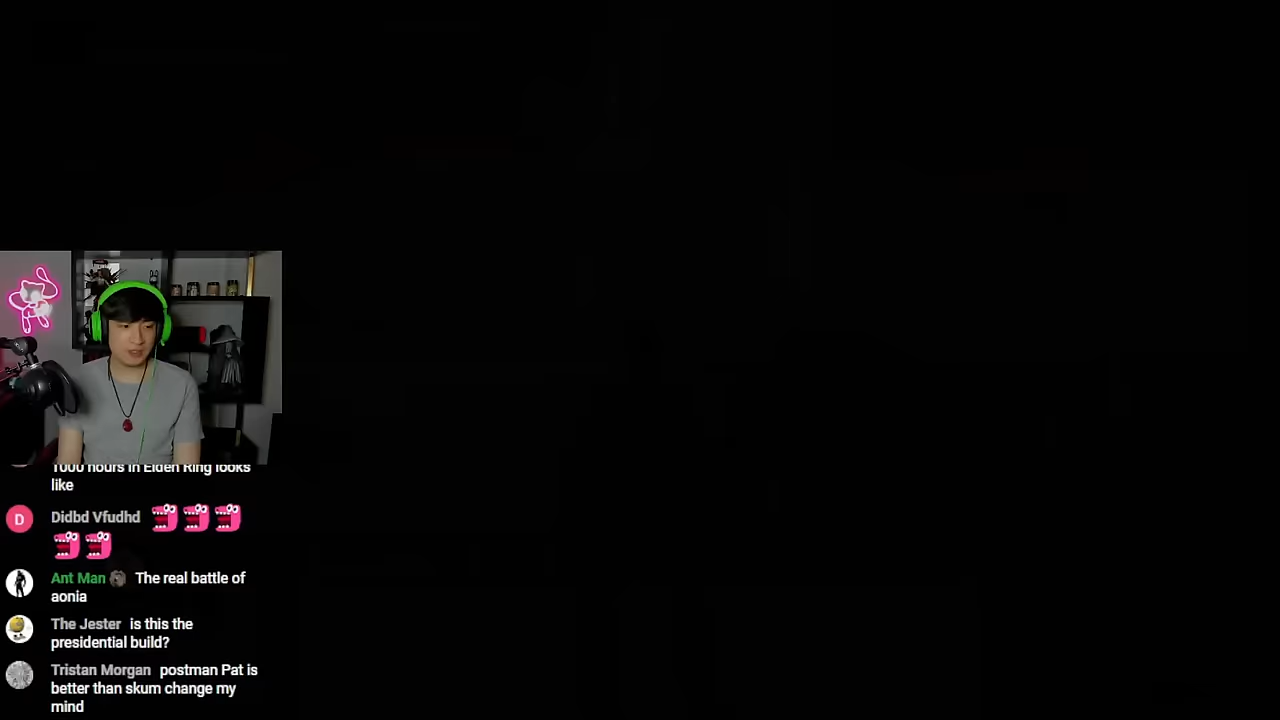 1000 hours in Elden Ring looks
like
D Didbd Vfudhd
Ant Man The real battle of
aonia
The Jester is this the
presidential build?
Tristan Morgan postman Pat is
better than skum change my
mind